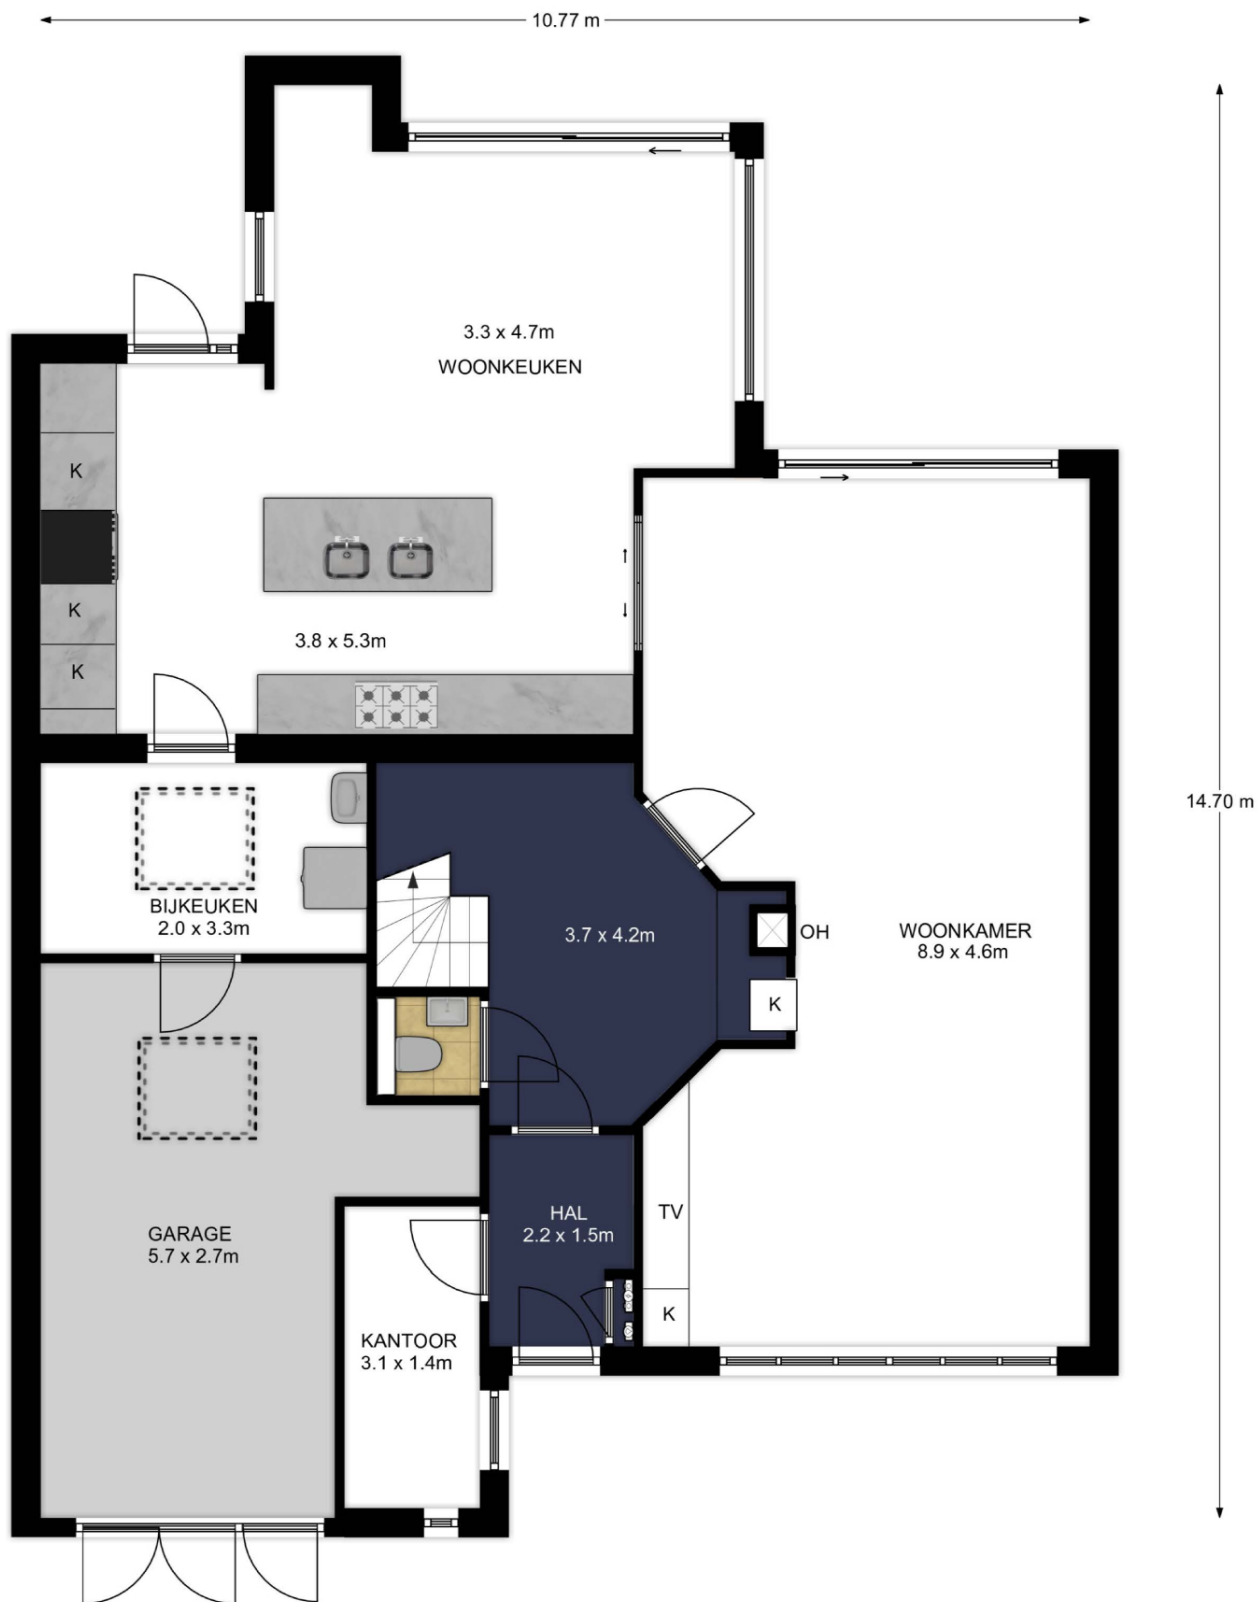 10.77 m
3.3 x 4.7m
WOONKEUKEN
K
K
3.8 x 5.3m
K
14.70 m
BIJKEUKEN
2.0 x 3.3m
3.7 x 4.2m
OH
WOONKAMER
8.9 x 4.6m
K
TV
HAL
2.2 x 1.5m
GARAGE
5.7 x 2.7m
K
KANTOOR
3.1 x 1.4m